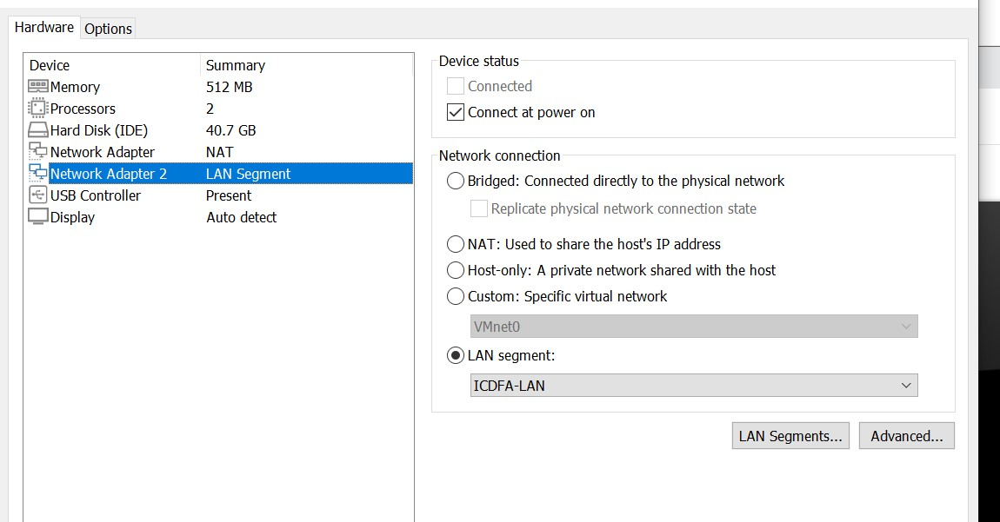 Hardware Options
Device Summary
Memory 512 MB
Processors 2
Hard Disk (IDE) 40.7 GB
Network Adapter NAT
Network Adapter 2 LAN Segment
USB Controller Present
Display Auto detect
Device status
Connected
Connect at power on
Network connection
Bridged: Connected directly to the physical network
Replicate physical network connection state
NAT: Used to share the host's IP address
Host-only: A private network shared with the host
Custom: Specific virtual network
VMnet0
LAN segment:
ICDFA-LAN
LAN Segments... Advanced...